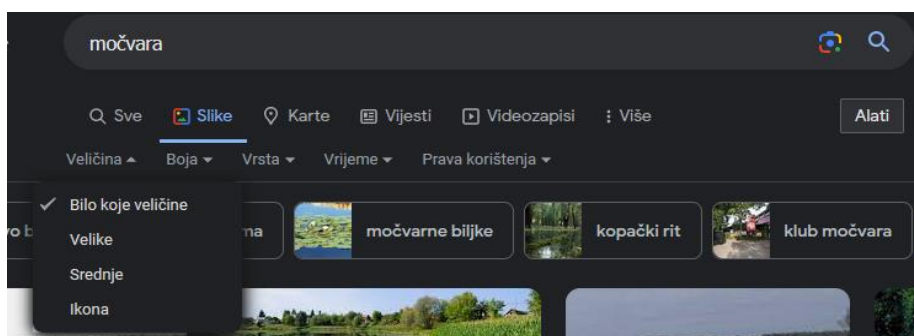 močvara
Sve Slike Karte Vijesti Videozapisi Više Alati
Veličina Boja Vrsta Vrijeme Prava korištenja
Bilo koje veličine
Velike
Srednje
Ikona
močvarne biljke kopački rit klub močvara